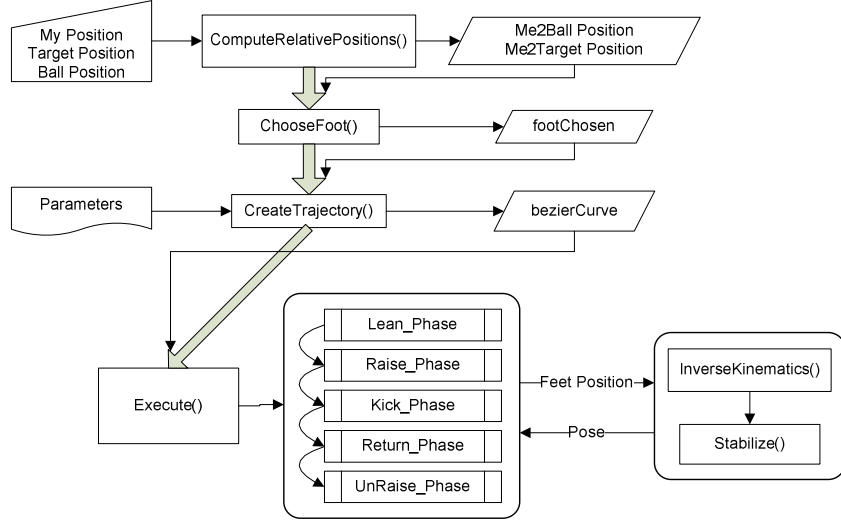 My Position
Target Position
Ball Position
ComputeRelativePositions()
Me2Ball Position
Me2Target Position
ChooseFoot()
footChosen
Parameters
CreateTrajectory()
bezierCurve
Execute()
Lean_Phase
Raise_Phase
Kick_Phase
Return_Phase
UnRaise_Phase
Feet Position
Pose
InverseKinematics()
Stabilize()